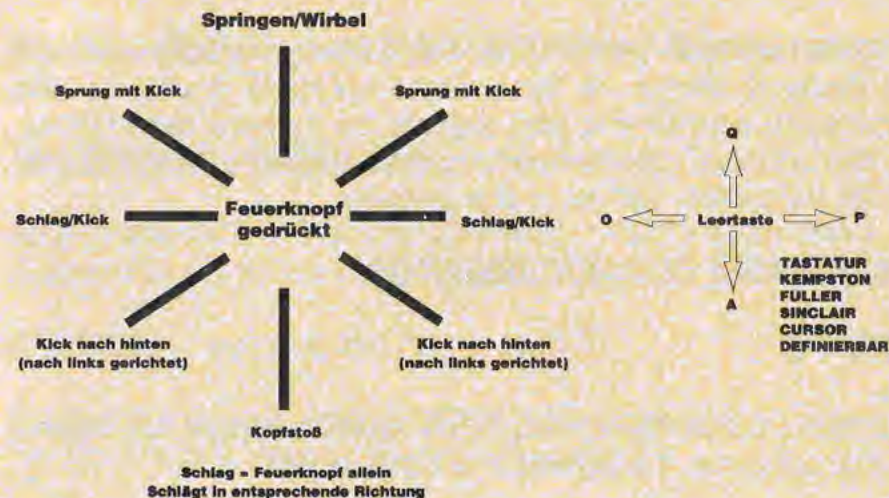 Springen/Wirbel
Sprung mit Kick
Sprung mit Kick
Schlag/Kick
Feuerknopf
gedrückt
Schlag/Kick
Kick nach hinten
(nach links gerichtet)
Kick nach hinten
(nach links gerichtet)
Kopfstoß
Schlag = Feuerknopf allein
Schlägt in entsprechende Richtung
Q
O
Leertaste
P
A
TASTATUR
KEMPSTON
FULLER
SINCLAIR
CURSOR
DEFINIERBAR